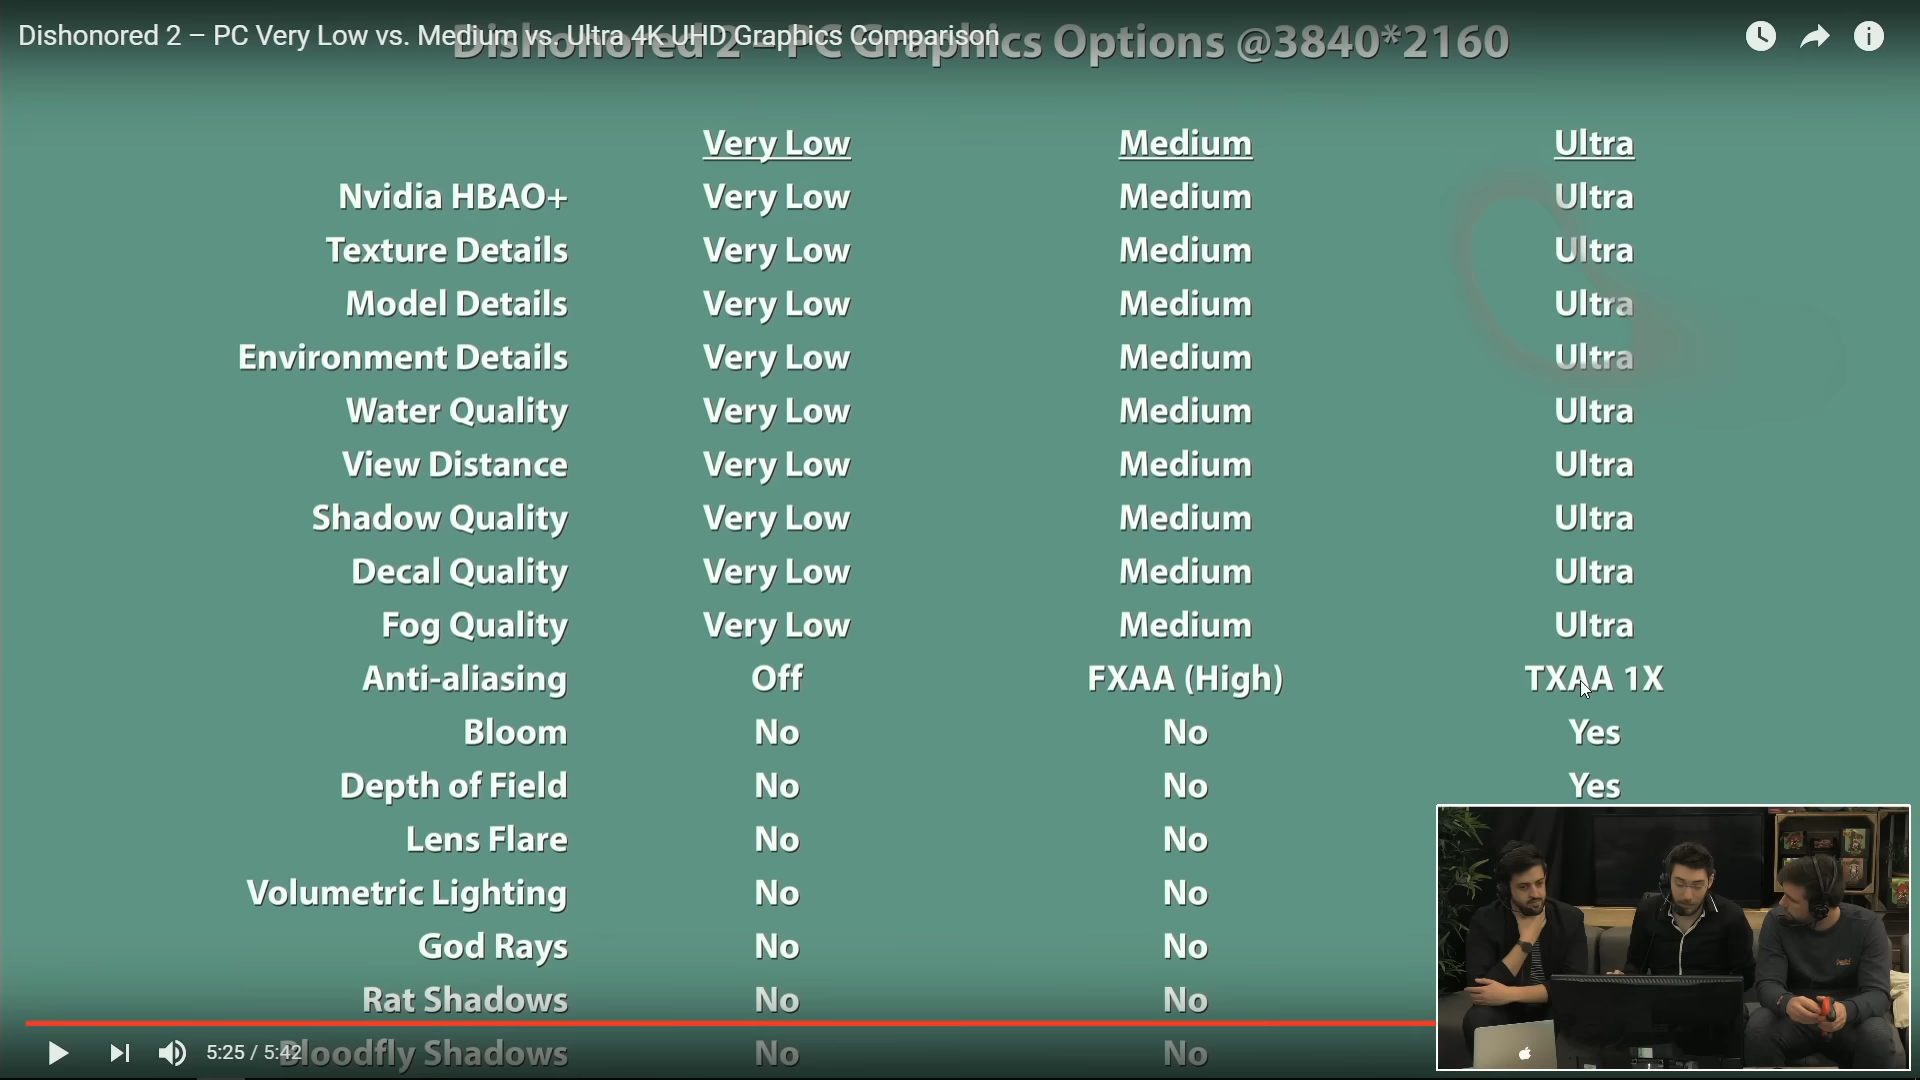 Dishonored 2 – PC Very Low vs. Medium vs. Ultra 4K UHD Graphics Comparison
Dishonored 2 – PC Graphics Options @3840*2160
Very Low Medium Ultra
Nvidia HBAO+ Very Low Medium Ultra
Texture Details Very Low Medium Ultra
Model Details Very Low Medium Ultra
Environment Details Very Low Medium Ultra
Water Quality Very Low Medium Ultra
View Distance Very Low Medium Ultra
Shadow Quality Very Low Medium Ultra
Decal Quality Very Low Medium Ultra
Fog Quality Very Low Medium Ultra
Anti-aliasing Off FXAA (High) TXAA 1X
Bloom No No Yes
Depth of Field No No Yes
Lens Flare No No
Volumetric Lighting No No
God Rays No No
Rat Shadows No No
Bloodfly Shadows No No
5:25 / 5:42